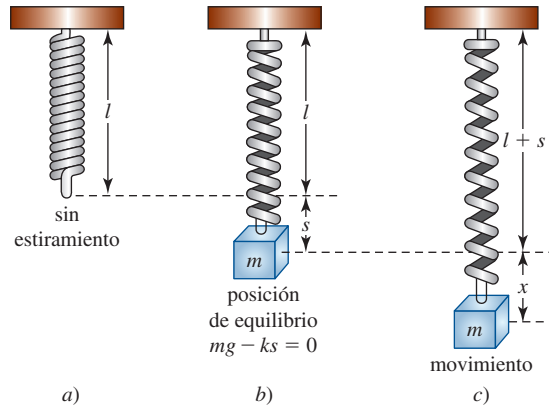 l
sin
estiramiento
a)
l
s
m
posición
de equilibrio
mg − ks = 0
b)
l + s
x
m
movimiento
c)